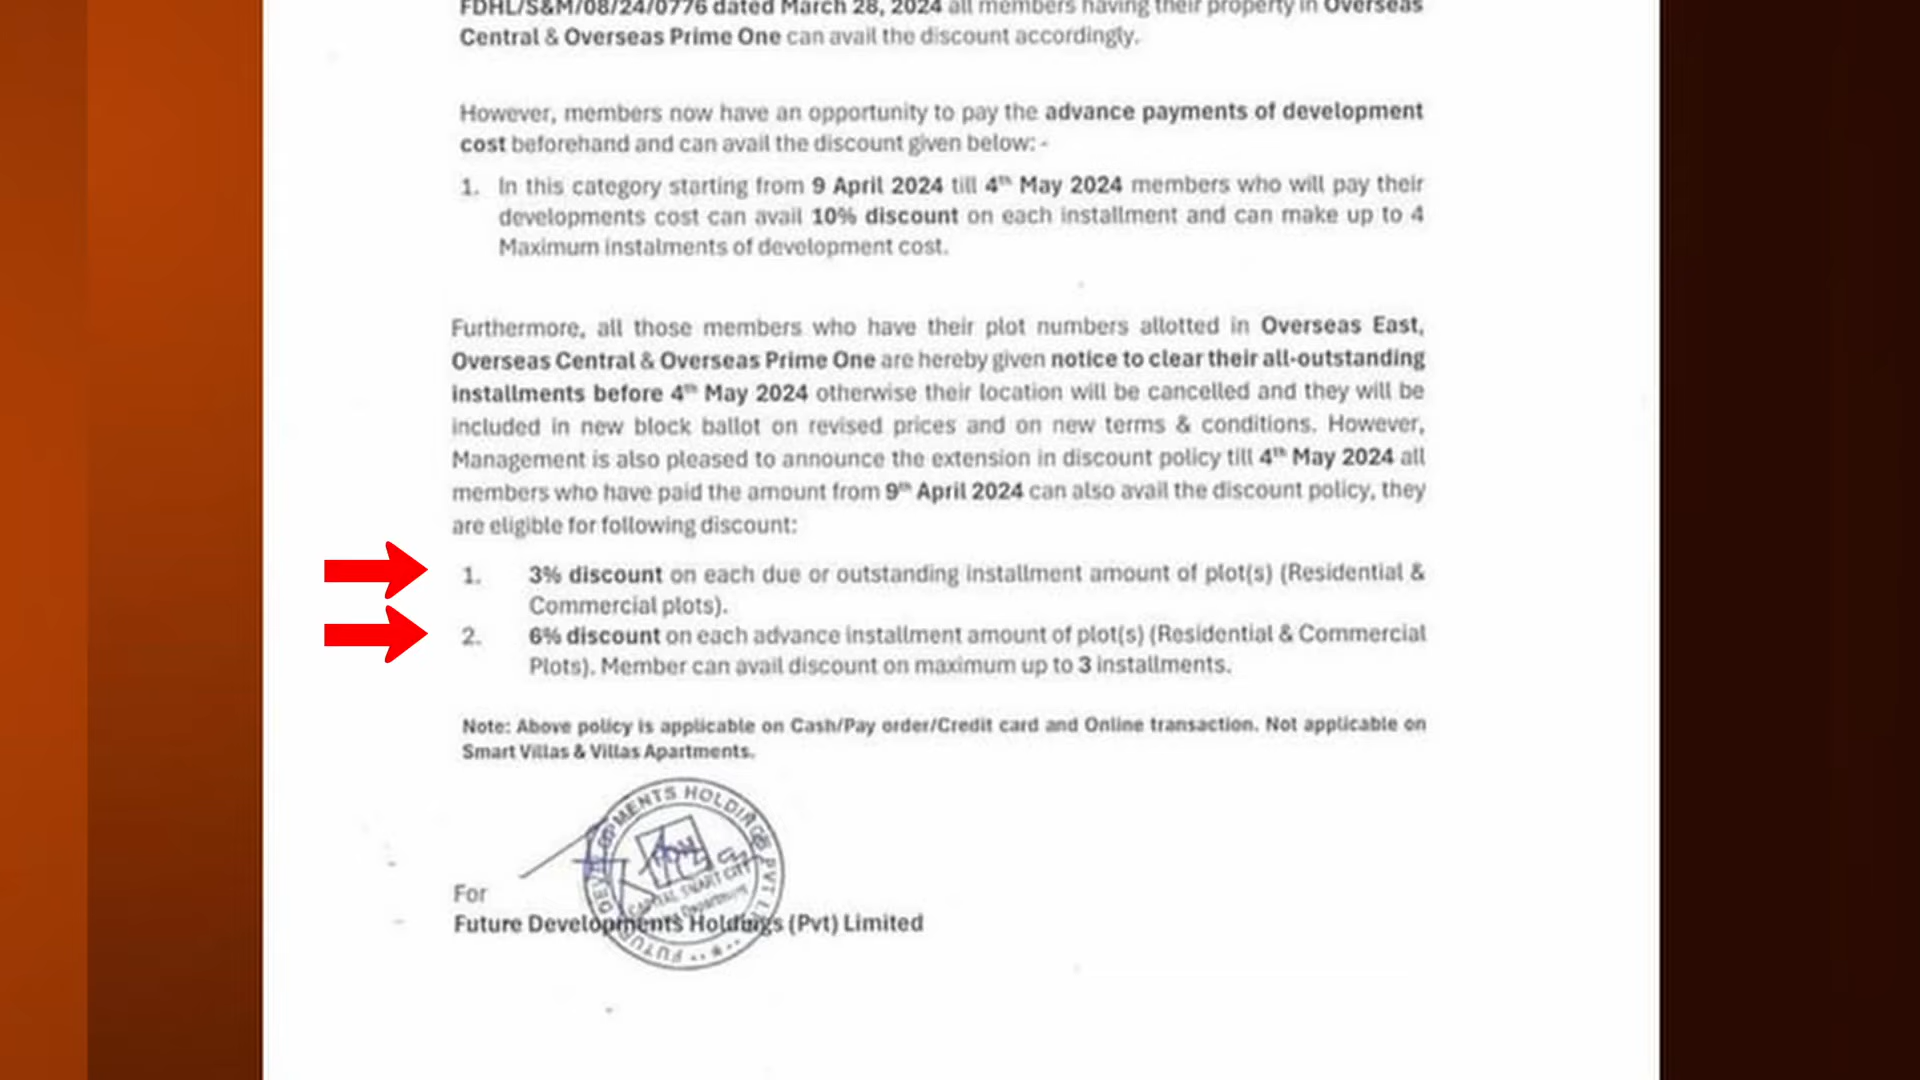 FDHL/S&M/08/24/0776 dated March 28, 2024 all members having their property in Overseas
Central & Overseas Prime One can avail the discount accordingly.
However, members now have an opportunity to pay the advance payments of development
cost beforehand and can avail the discount given below: -
1. In this category starting from 9 April 2024 till 4th May 2024 members who will pay their
developments cost can avail 10% discount on each installment and can make up to 4
Maximum instalments of development cost.
Furthermore, all those members who have their plot numbers allotted in Overseas East,
Overseas Central & Overseas Prime One are hereby given notice to clear their all-outstanding
installments before 4th May 2024 otherwise their location will be cancelled and they will be
included in new block ballot on revised prices and on new terms & conditions. However,
Management is also pleased to announce the extension in discount policy till 4th May 2024 all
members who have paid the amount from 9th April 2024 can also avail the discount policy, they
are eligible for following discount:
1. 3% discount on each due or outstanding installment amount of plot(s) (Residential &
Commercial plots).
2. 6% discount on each advance installment amount of plot(s) (Residential & Commercial
Plots). Member can avail discount on maximum up to 3 installments.
Note: Above policy is applicable on Cash/Pay order/Credit card and Online transaction. Not applicable on
Smart Villas & Villas Apartments.
FUTURE DEVELOPMENTS HOLDINGS PVT
CAPITAL SMART CITY
For
Future Developments Holdings (Pvt) Limited